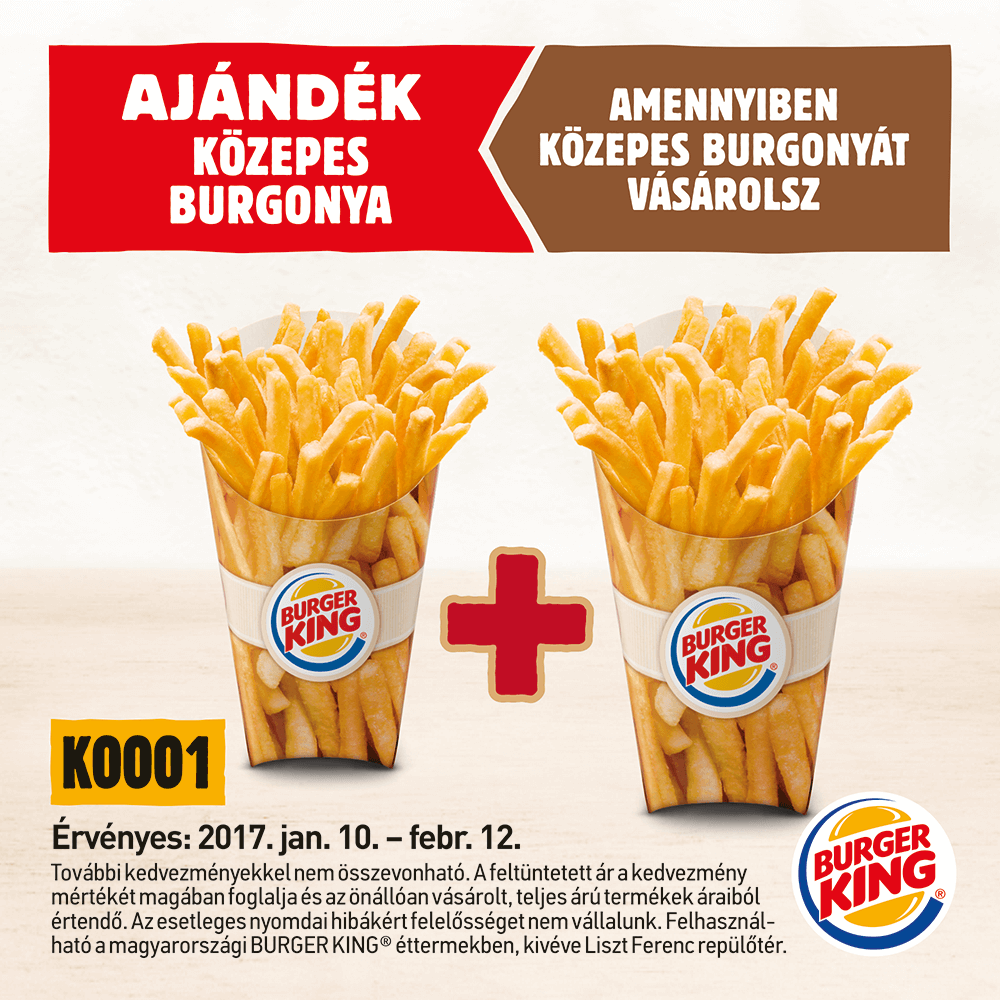 AJÁNDÉK
KÖZEPES
BURGONYA
AMENNYIBEN
KÖZEPES BURGONYÁT
VÁSÁROLSZ
BURGER
KING®
BURGER
KING®
K0001
Érvényes: 2017. jan. 10. – febr. 12.
További kedvezményekkel nem összevonható. A feltüntetett ár a kedvezmény
mértékét magában foglalja és az önállóan vásárolt, teljes árú termékek áraiból
értendő. Az esetleges nyomdai hibákért felelősséget nem vállalunk. Felhasznál-
ható a magyarországi BURGER KING® éttermekben, kivéve Liszt Ferenc repülőtér.
BURGER
KING®